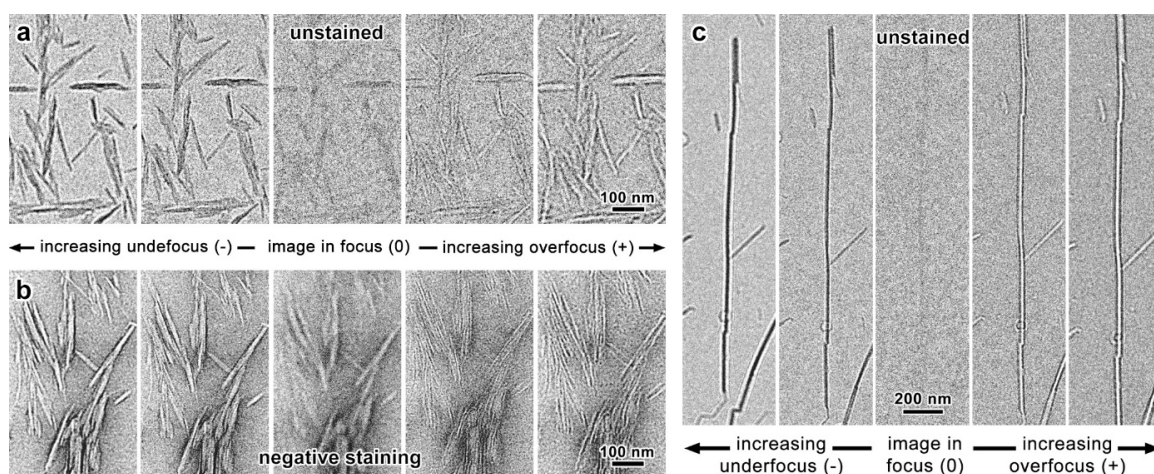 a
unstained
100 nm
increasing undefocus (-) image in focus (0) increasing overfocus (+)
b
negative staining
100 nm
c
unstained
200 nm
increasing underfocus (-) image in focus (0) increasing overfocus (+)